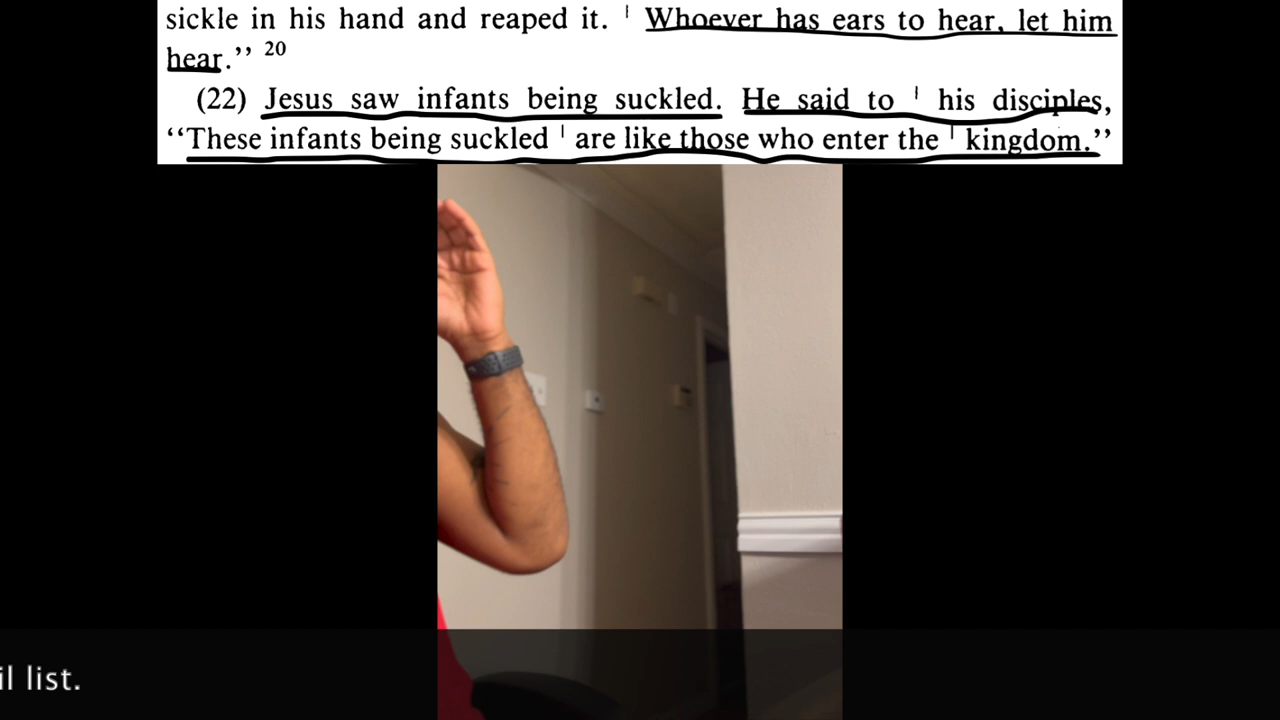 sickle in his hand and reaped it. ˡ Whoever has ears to hear, let him
hear.’’ 20
(22) Jesus saw infants being suckled. He said to ˡ his disciples,
‘‘These infants being suckled ˡ are like those who enter the ˡ kingdom.’’
il list.